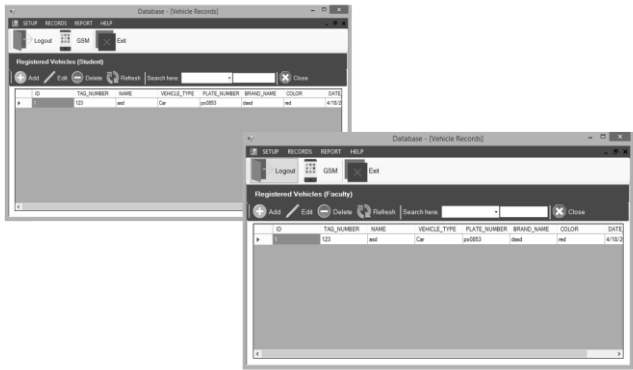 Database - [Vehicle Records]
SETUP RECORDS REPORT HELP
Logout GSM Exit
Registered Vehicles (Student)
Add Edit Delete Refresh Search here: Close
ID TAG_NUMBER NAME VEHICLE_TYPE PLATE_NUMBER BRAND_NAME COLOR DATE
1 123 asd Car pv0853 dasd red 4/18/2
Database - [Vehicle Records]
SETUP RECORDS REPORT HELP
Logout GSM Exit
Registered Vehicles (Faculty)
Add Edit Delete Refresh Search here: Close
ID TAG_NUMBER NAME VEHICLE_TYPE PLATE_NUMBER BRAND_NAME COLOR DATE
1 123 asd Car dasd red 4/18/2